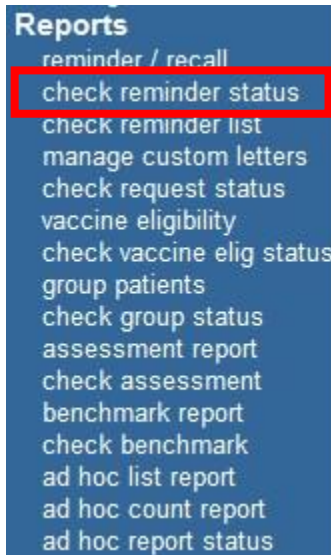 Reports
reminder / recall
check reminder status
check reminder list
manage custom letters
check request status
vaccine eligibility
check vaccine elig status
group patients
check group status
assessment report
check assessment
benchmark report
check benchmark
ad hoc list report
ad hoc count report
ad hoc report status